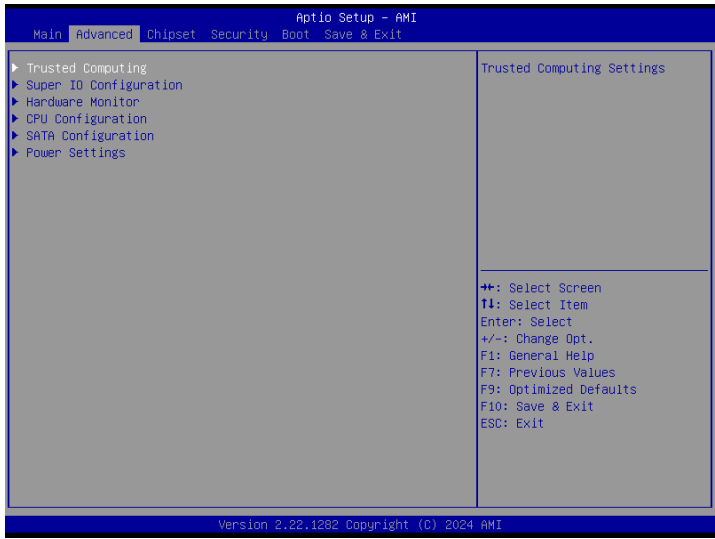 Aptio Setup – AMI
Main Advanced Chipset Security Boot Save & Exit
Trusted Computing
Super IO Configuration
Hardware Monitor
CPU Configuration
SATA Configuration
Power Settings
Trusted Computing Settings
→←: Select Screen
↑↓: Select Item
Enter: Select
+/-: Change Opt.
F1: General Help
F7: Previous Values
F9: Optimized Defaults
F10: Save & Exit
ESC: Exit
Version 2.22.1282 Copyright (C) 2024 AMI